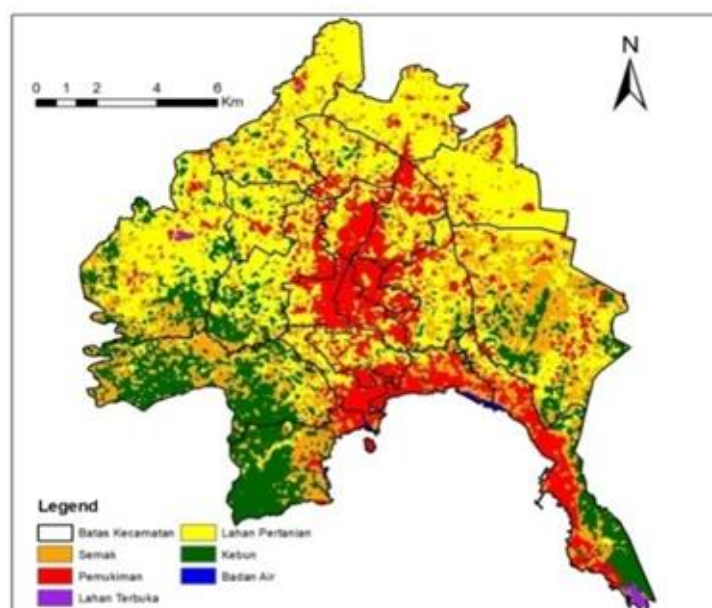 N
0 1 2 4 6
Km
Legend
Batas Kecamatan
Lahan Pertanian
Semak
Kebun
Pemukiman
Badan Air
Lahan Terbuka